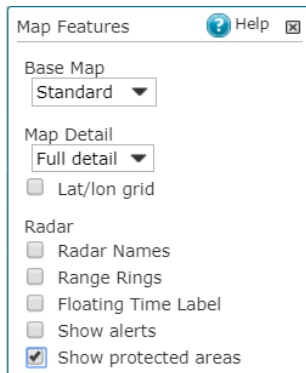 Map Features ? Help
Base Map
Standard
Map Detail
Full detail
Lat/lon grid
Radar
Radar Names
Range Rings
Floating Time Label
Show alerts
Show protected areas